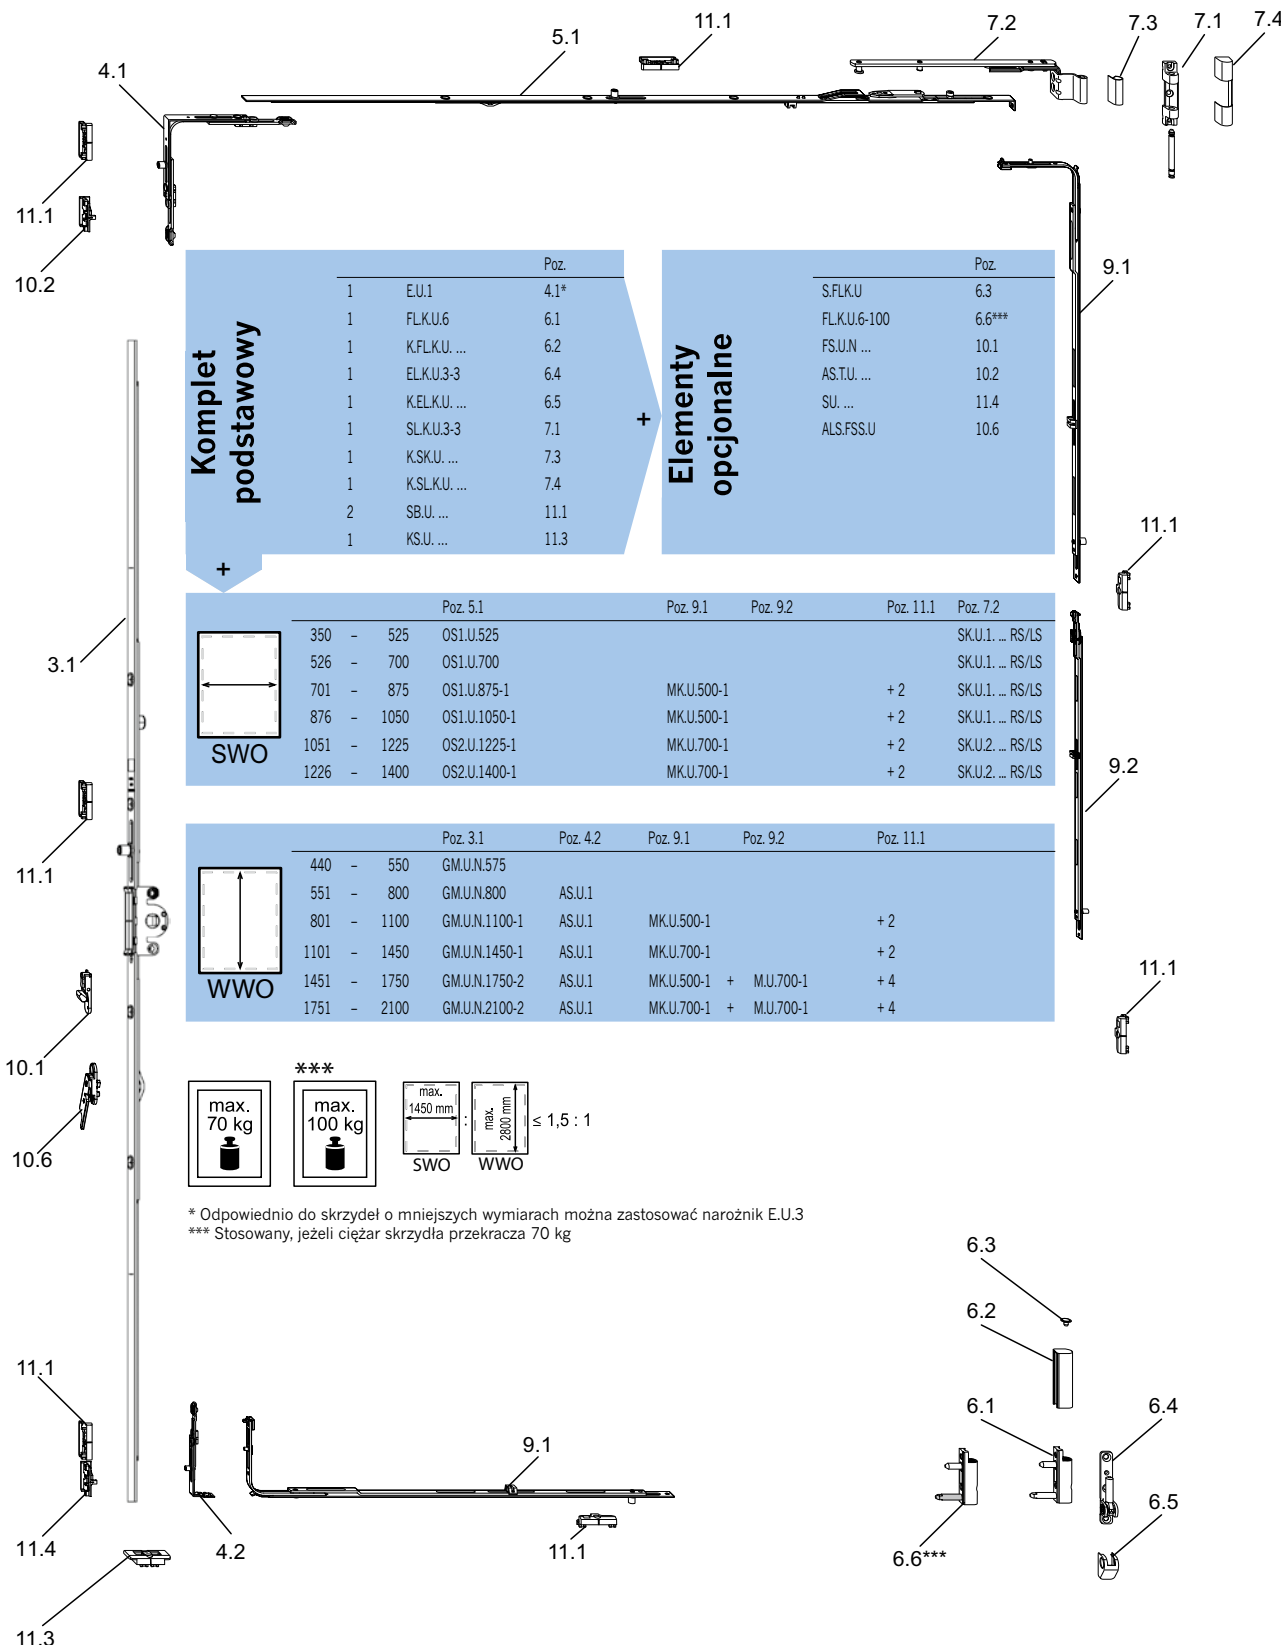 11.1
7.2
7.3
7.1
7.4
5.1
4.1
11.1
10.2
9.1
Komplet podstawowy
Poz.
1 E.U.1 4.1*
1 FL.K.U.6 6.1
1 K.FL.K.U. ... 6.2
1 EL.K.U.3-3 6.4
1 K.EL.K.U. ... 6.5
1 SL.K.U.3-3 7.1
1 K.SK.U. ... 7.3
1 K.SL.K.U. ... 7.4
2 SB.U. ... 11.1
1 KS.U. ... 11.3
+
Elementy opcjonalne
Poz.
S.FL.K.U 6.3
FL.K.U.6-100 6.6***
FS.U.N ... 10.1
AS.T.U. ... 10.2
SU. ... 11.4
ALS.FSS.U 10.6
+
11.1
3.1
Poz. 5.1 Poz. 9.1 Poz. 9.2 Poz. 11.1 Poz. 7.2
350 – 525 OS1.U.525 SK.U.1. ... RS/LS
526 – 700 OS1.U.700 SK.U.1. ... RS/LS
701 – 875 OS1.U.875-1 MK.U.500-1 + 2 SK.U.1. ... RS/LS
876 – 1050 OS1.U.1050-1 MK.U.500-1 + 2 SK.U.1. ... RS/LS
1051 – 1225 OS2.U.1225-1 MK.U.700-1 + 2 SK.U.2. ... RS/LS
1226 – 1400 OS2.U.1400-1 MK.U.700-1 + 2 SK.U.2. ... RS/LS
SWO
9.2
11.1
Poz. 3.1 Poz. 4.2 Poz. 9.1 Poz. 9.2 Poz. 11.1
440 – 550 GM.U.N.575
551 – 800 GM.U.N.800 AS.U.1
801 – 1100 GM.U.N.1100-1 AS.U.1 MK.U.500-1 + 2
1101 – 1450 GM.U.N.1450-1 AS.U.1 MK.U.700-1 + 2
1451 – 1750 GM.U.N.1750-2 AS.U.1 MK.U.500-1 + M.U.700-1 + 4
1751 – 2100 GM.U.N.2100-2 AS.U.1 MK.U.700-1 + M.U.700-1 + 4
WWO
11.1
10.1
10.6
max. 70 kg
***
max. 100 kg
max. 1450 mm
SWO
:
max. 2800 mm
WWO
≤ 1,5 : 1
* Odpowiednio do skrzydeł o mniejszych wymiarach można zastosować narożnik E.U.3
*** Stosowany, jeżeli ciężar skrzydła przekracza 70 kg
6.3
6.2
11.1
6.1
6.4
9.1
6.5
11.4
4.2
11.1
6.6***
11.3